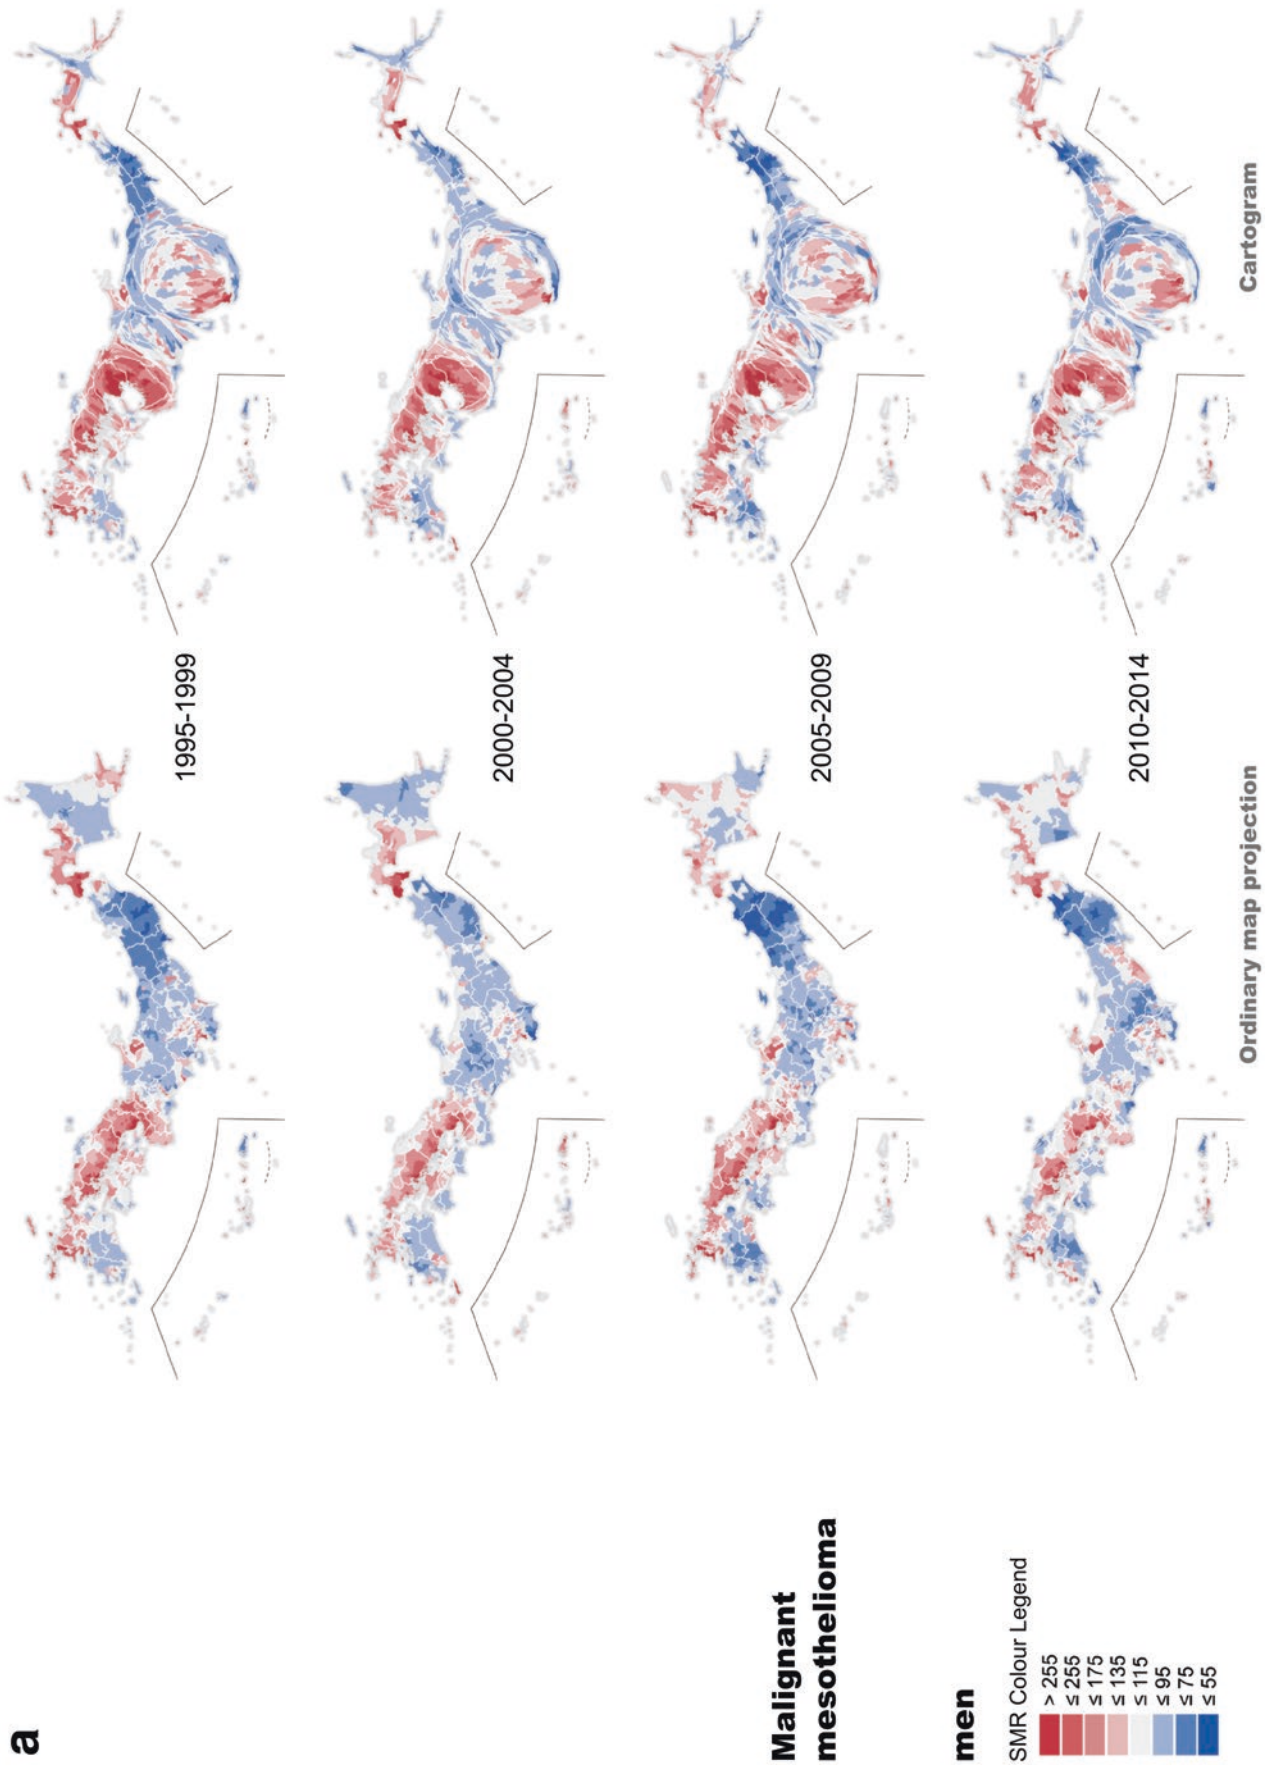 a
Malignant
mesothelioma
men
SMR Colour Legend
> 255
≤ 255
≤ 175
≤ 135
≤ 115
≤ 95
≤ 75
≤ 55
1995-1999
2000-2004
2005-2009
2010-2014
Ordinary map projection
Cartogram